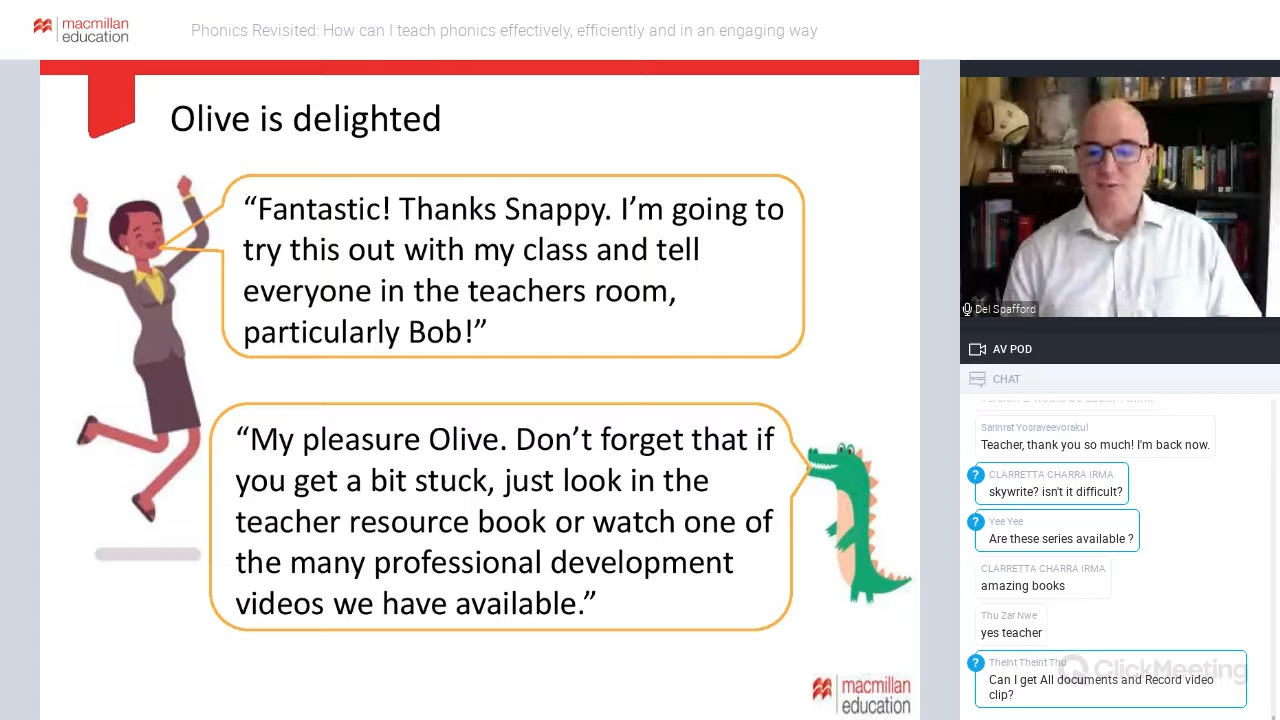 macmillan
education
Phonics Revisited: How can I teach phonics effectively, efficiently and in an engaging way
Olive is delighted
“Fantastic! Thanks Snappy. I’m going to
try this out with my class and tell
everyone in the teachers room,
particularly Bob!”
“My pleasure Olive. Don’t forget that if
you get a bit stuck, just look in the
teacher resource book or watch one of
the many professional development
videos we have available.”
macmillan
education
Del Spafford
AV POD
CHAT
Sarinrat Yosraveevorakul
Teacher, thank you so much! I'm back now.
? CLARRETTA CHARRA IRMA
skywrite? isn't it difficult?
? Yee Yee
Are these series available ?
CLARRETTA CHARRA IRMA
amazing books
Thu Zar Nwe
yes teacher
? Theint Theint Thu
Can I get All documents and Record video
clip?
ClickMeeting